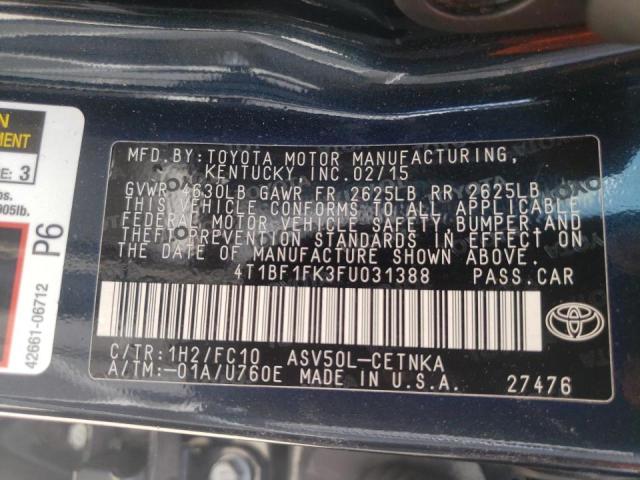 MFD.BY:TOYOTA MOTOR MANUFACTURING,
KENTUCKY, INC.02/15
GVWR 4630LB GAWR FR 2625LB RR 2625LB
THIS VEHICLE CONFORMS TO ALL APPLICABLE
FEDERAL MOTOR VEHICLE SAFETY,BUMPER,AND
THEFT PREVENTION STANDARDS IN EFFECT ON
THE DATE OF MANUFACTURE SHOWN ABOVE.
4T1BF1FK3FU031388 PASS.CAR
C/TR:1H2/FC10 ASV50L-CETNKA
A/TM:-01A/U760E MADE IN U.S.A. 27476
TOYOTA
: 3
905lb.
P6
42661-06712